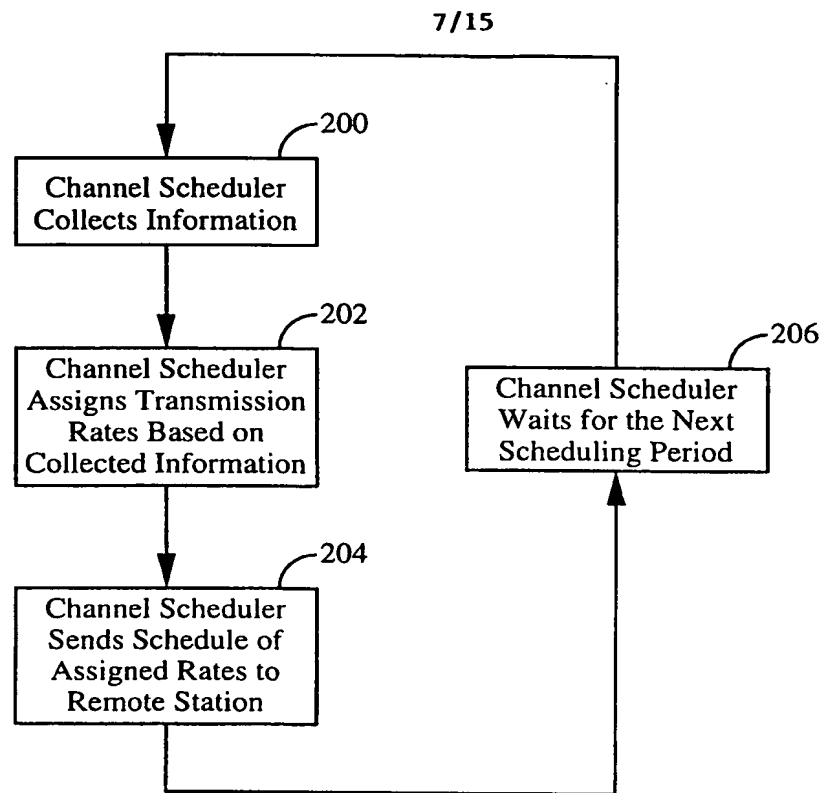 7/15
200
Channel Scheduler
Collects Information
202
Channel Scheduler
Assigns Transmission
Rates Based on
Collected Information
206
Channel Scheduler
Waits for the Next
Scheduling Period
204
Channel Scheduler
Sends Schedule of
Assigned Rates to
Remote Station